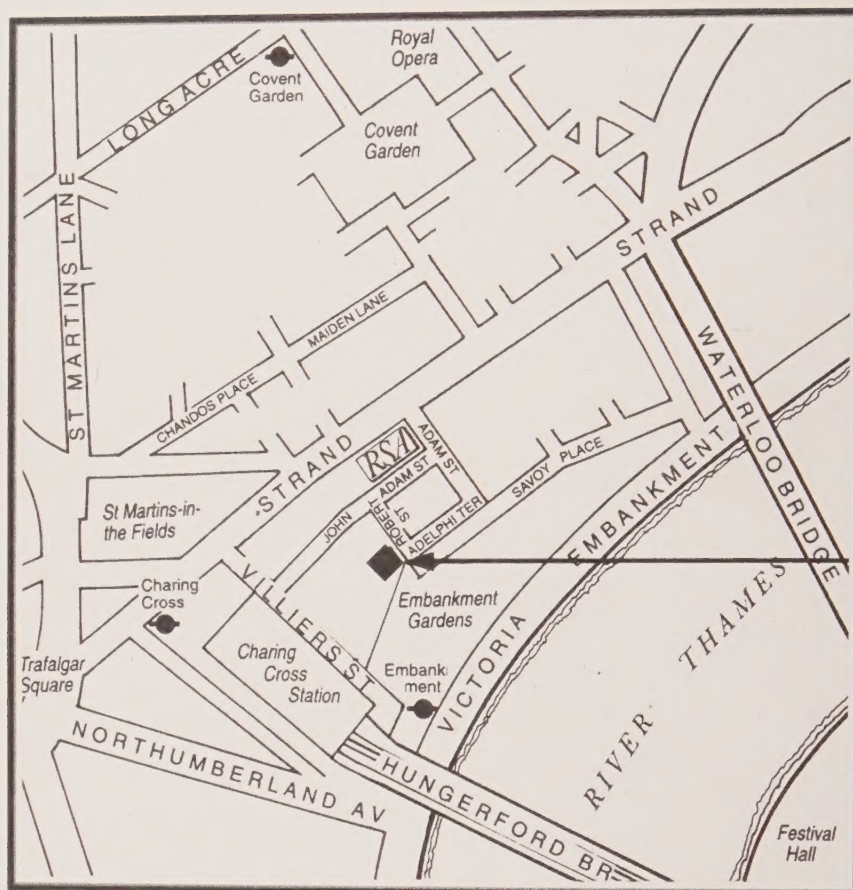 Royal
Opera
LONG ACRE
Covent
Garden
Covent
Garden
ST MARTINS LANE
STRAND
MAIDEN LANE
CHANDOS PLACE
WATERLOO BRIDGE
STRAND
RSA
ADAM ST
ADAM ST
JOHN
ROBERT
ST
ADELPHI TER
SAVOY PLACE
St Martins-in-
the Fields
VICTORIA EMBANKMENT
Charing
Cross
VILLIERS ST
Embankment
Gardens
Charing
Cross
Station
Embank
ment
Trafalgar
Square
RIVER THAMES
NORTHUMBERLAND AV
HUNGERFORD BR
Festival
Hall